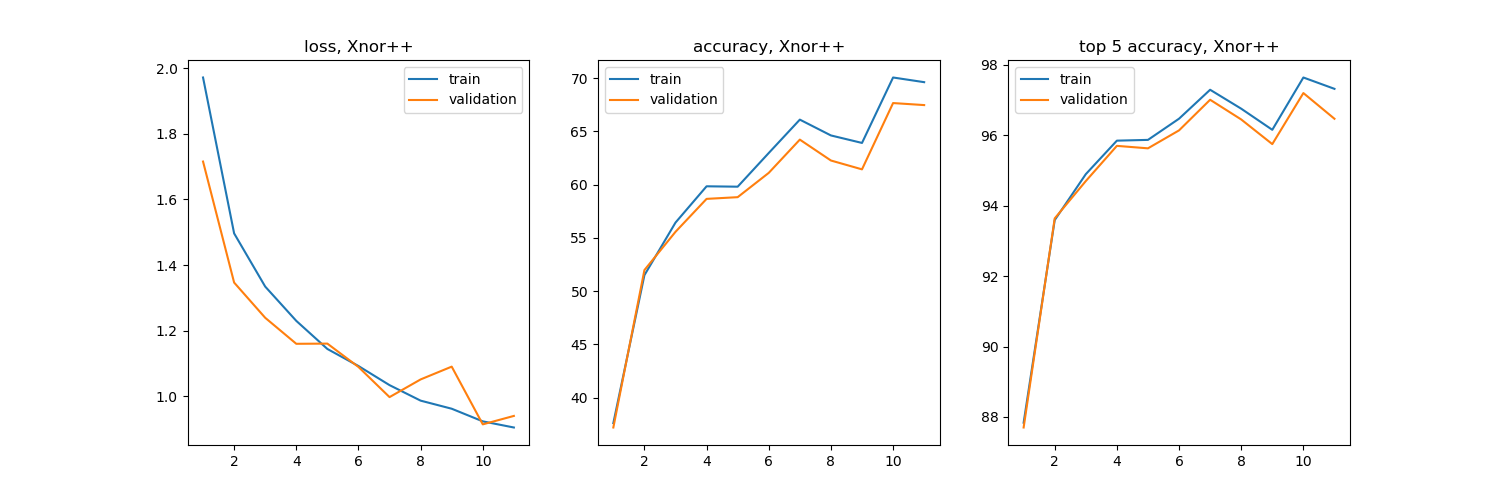 loss, Xnor++
train
validation
2.0
1.8
1.6
1.4
1.2
1.0
2 4 6 8 10
accuracy, Xnor++
train
validation
70
65
60
55
50
45
40
2 4 6 8 10
top 5 accuracy, Xnor++
train
validation
98
96
94
92
90
88
2 4 6 8 10